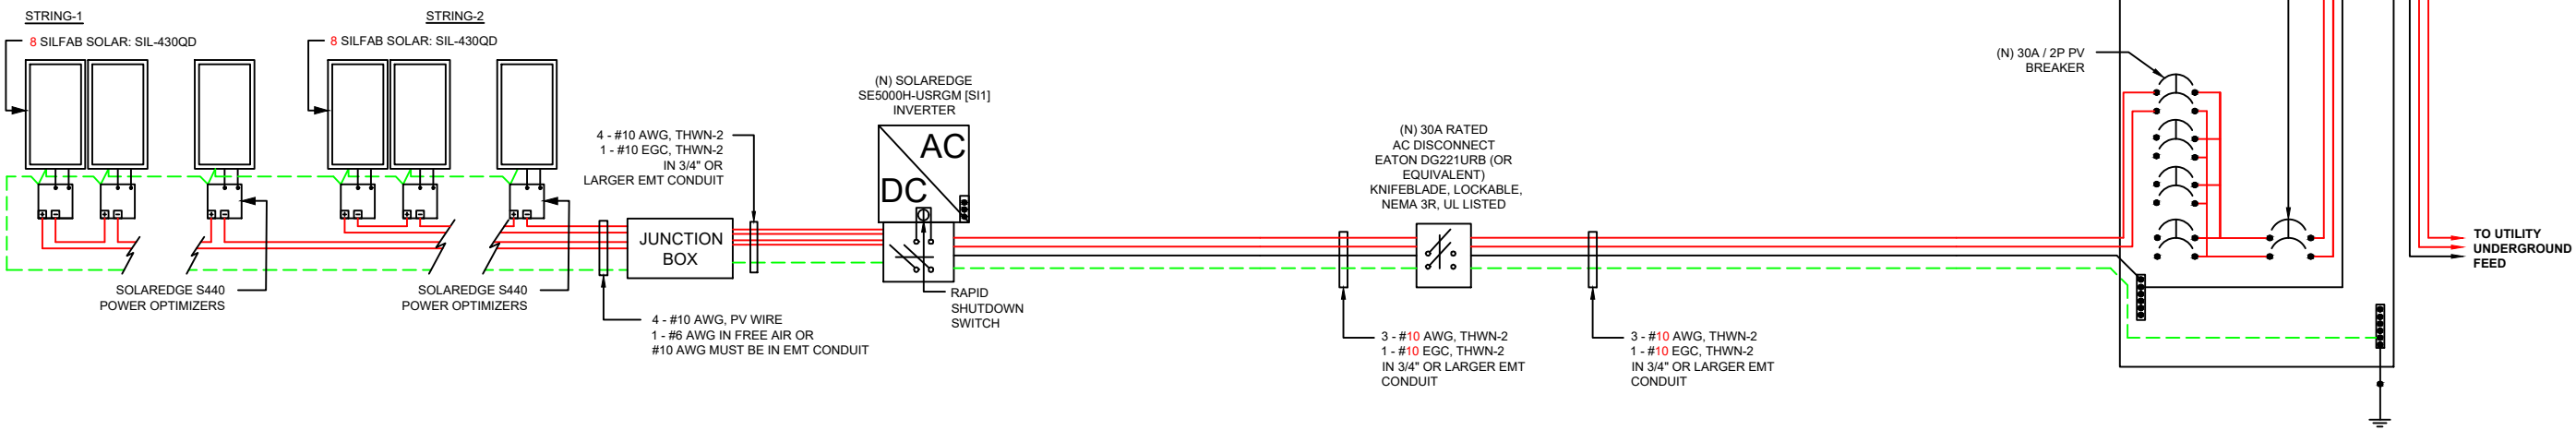 STRING-1
8 SILFAB SOLAR: SIL-430QD
STRING-2
8 SILFAB SOLAR: SIL-430QD
SOLAREDGE S440
POWER OPTIMIZERS
SOLAREDGE S440
POWER OPTIMIZERS
4 - #10 AWG, THWN-2
1 - #10 EGC, THWN-2
IN 3/4" OR
LARGER EMT CONDUIT
JUNCTION
BOX
4 - #10 AWG, PV WIRE
1 - #6 AWG IN FREE AIR OR
#10 AWG MUST BE IN EMT CONDUIT
(N) SOLAREDGE
SE5000H-USRGM [SI1]
INVERTER
AC
DC
RAPID
SHUTDOWN
SWITCH
(N) 30A RATED
AC DISCONNECT
EATON DG221URB (OR
EQUIVALENT)
KNIFEBLADE, LOCKABLE,
NEMA 3R, UL LISTED
3 - #10 AWG, THWN-2
1 - #10 EGC, THWN-2
IN 3/4" OR LARGER EMT
CONDUIT
3 - #10 AWG, THWN-2
1 - #10 EGC, THWN-2
IN 3/4" OR LARGER EMT
CONDUIT
(N) 30A / 2P PV
BREAKER
TO UTILITY
UNDERGROUND
FEED